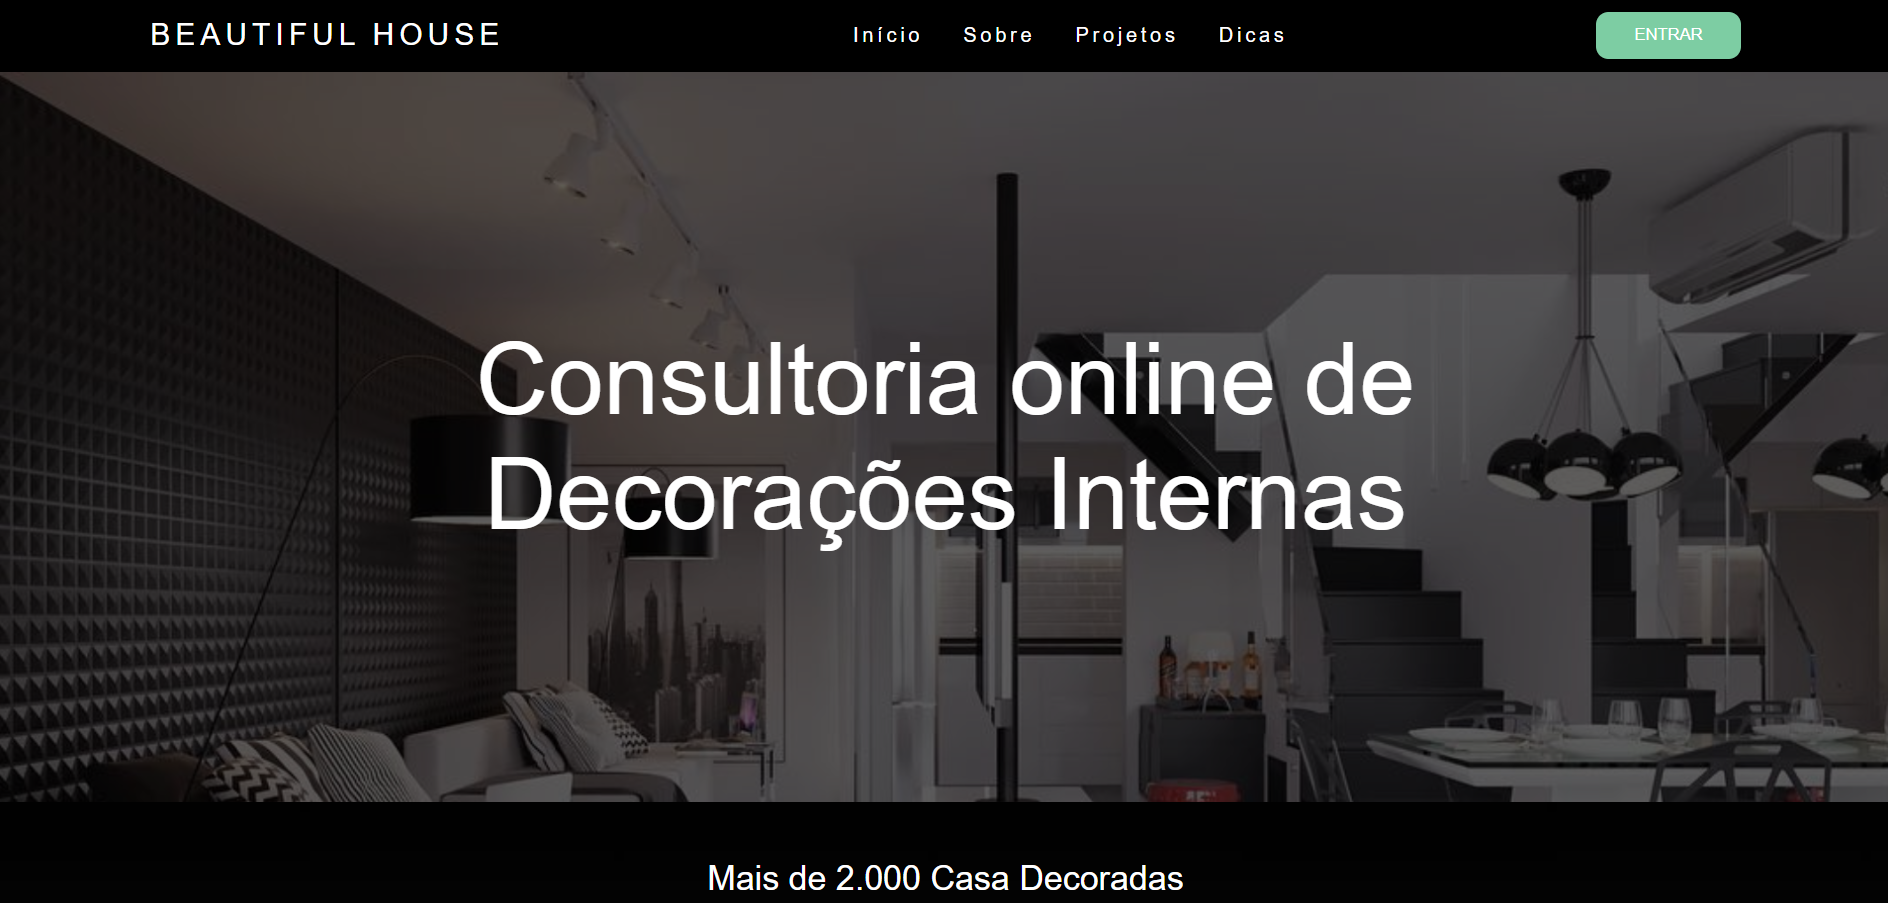 BEAUTIFUL HOUSE
Início Sobre Projetos Dicas
ENTRAR
Consultoria online de
Decorações Internas
Mais de 2.000 Casa Decoradas